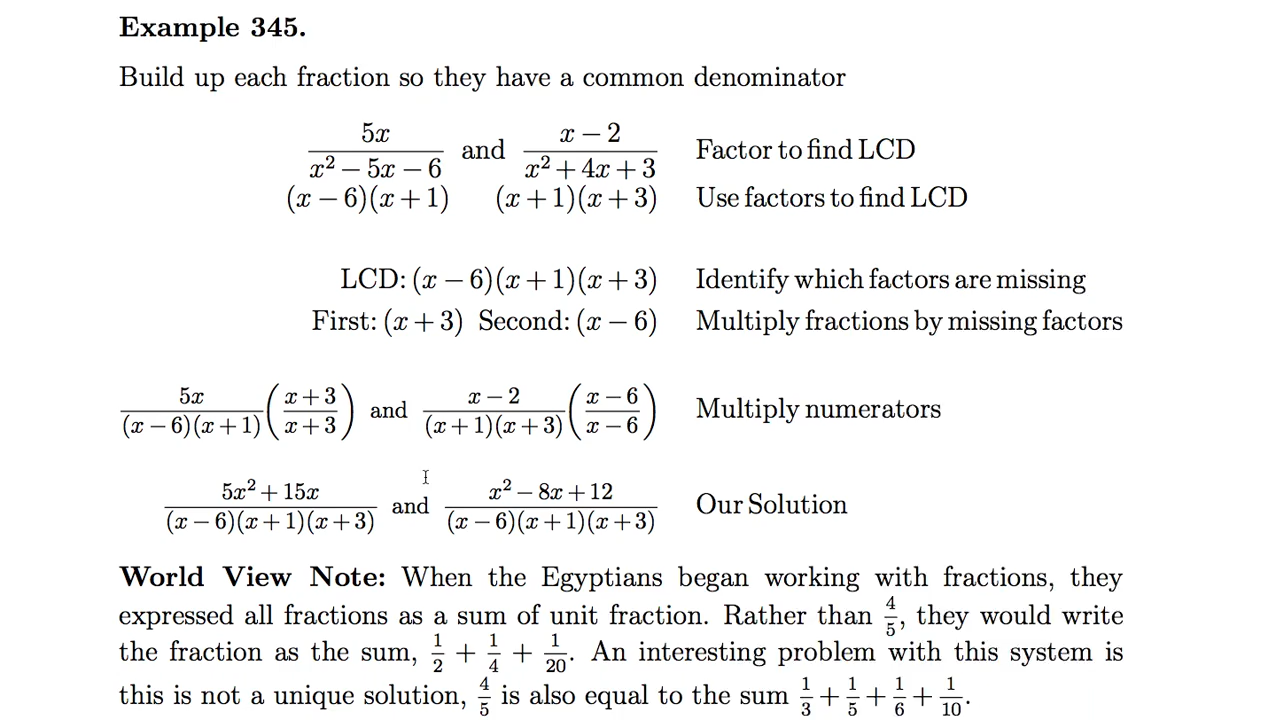 Example 345.
Build up each fraction so they have a common denominator
5x/(x² − 5x − 6) and (x − 2)/(x² + 4x + 3) Factor to find LCD
(x − 6)(x + 1) (x + 1)(x + 3) Use factors to find LCD
LCD: (x − 6)(x + 1)(x + 3) Identify which factors are missing
First: (x + 3) Second: (x − 6) Multiply fractions by missing factors
5x/((x − 6)(x + 1)) ((x + 3)/(x + 3)) and (x − 2)/((x + 1)(x + 3)) ((x − 6)/(x − 6)) Multiply numerators
(5x² + 15x)/((x − 6)(x + 1)(x + 3)) and (x² − 8x + 12)/((x − 6)(x + 1)(x + 3)) Our Solution
World View Note: When the Egyptians began working with fractions, they
expressed all fractions as a sum of unit fraction. Rather than 4/5, they would write
the fraction as the sum, 1/2 + 1/4 + 1/20. An interesting problem with this system is
this is not a unique solution, 4/5 is also equal to the sum 1/3 + 1/5 + 1/6 + 1/10.